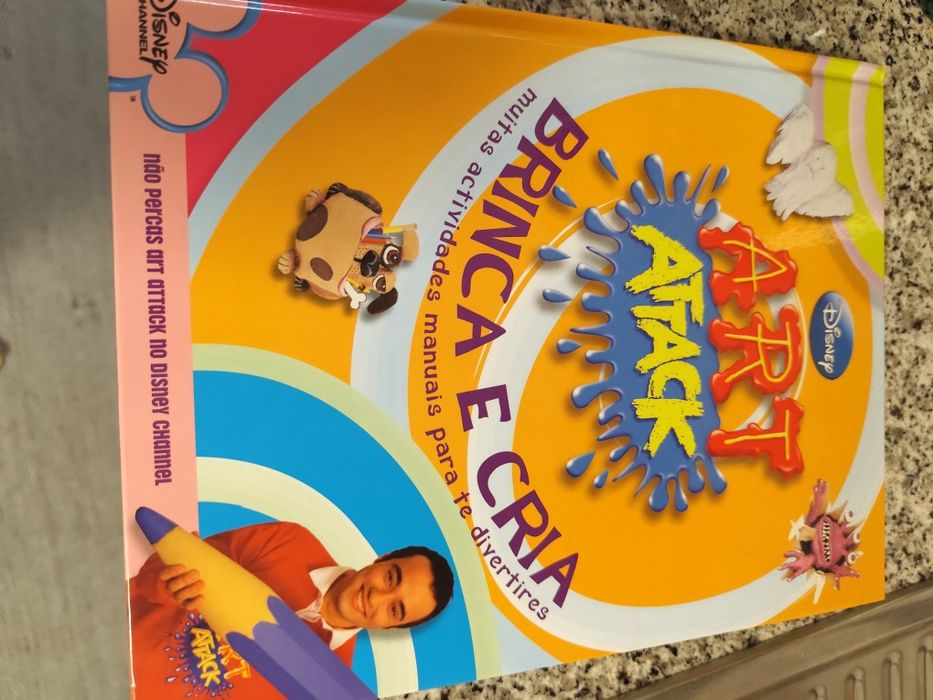 Disney
ART
ATTACK
BRINCA E CRIA
muitas actividades manuais para te divertires
ART
ATTACK
não percas art attack no disney channel
Disney
CHANNEL